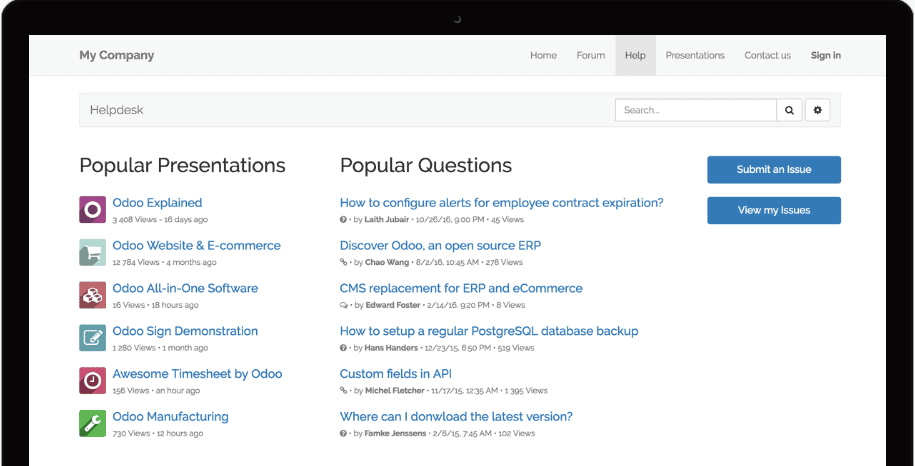 My Company
Home Forum Help Presentations Contact us Sign in
Helpdesk
Search...
Popular Presentations
Odoo Explained
3 408 Views • 16 days ago
Odoo Website & E-commerce
12 784 Views • 4 months ago
Odoo All-in-One Software
16 Views • 18 hours ago
Odoo Sign Demonstration
1 280 Views • 1 month ago
Awesome Timesheet by Odoo
156 Views • an hour ago
Odoo Manufacturing
730 Views • 12 hours ago
Popular Questions
How to configure alerts for employee contract expiration?
• by Laith Jubair • 10/26/16, 9:00 PM • 45 Views
Discover Odoo, an open source ERP
• by Chao Wang • 8/2/16, 10:45 AM • 278 Views
CMS replacement for ERP and eCommerce
• by Edward Foster • 2/14/16, 9:20 PM • 8 Views
How to setup a regular PostgreSQL database backup
• by Hans Handers • 12/23/15, 6:50 PM • 519 Views
Custom fields in API
• by Michel Fletcher • 11/17/15, 12:35 AM • 1 395 Views
Where can I donwload the latest version?
• by Famke Jenssens • 2/8/15, 7:45 AM • 102 Views
Submit an Issue
View my Issues